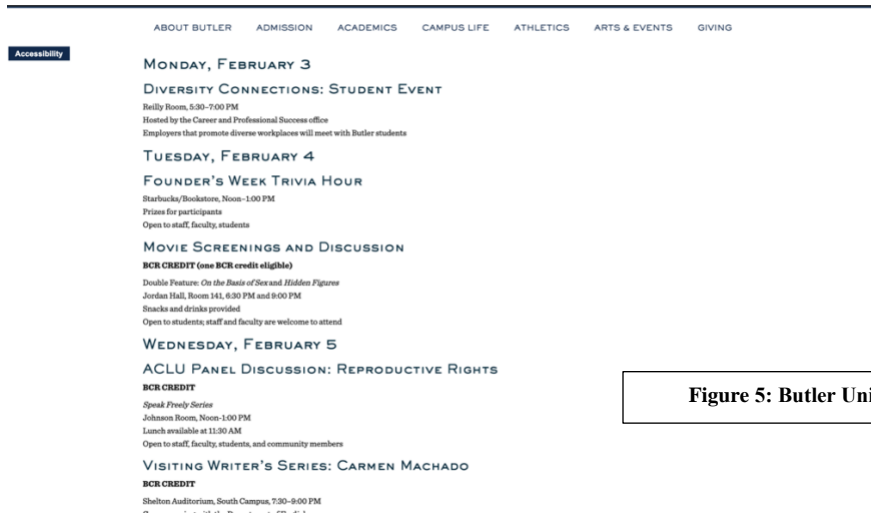 ABOUT BUTLER ADMISSION ACADEMICS CAMPUS LIFE ATHLETICS ARTS & EVENTS GIVING
Accessibility
MONDAY, FEBRUARY 3
DIVERSITY CONNECTIONS: STUDENT EVENT
Reilly Room, 5:30–7:00 PM
Hosted by the Career and Professional Success office
Employers that promote diverse workplaces will meet with Butler students
TUESDAY, FEBRUARY 4
FOUNDER'S WEEK TRIVIA HOUR
Starbucks/Bookstore, Noon–1:00 PM
Prizes for participants
Open to staff, faculty, students
MOVIE SCREENINGS AND DISCUSSION
BCR CREDIT (one BCR credit eligible)
Double Feature: On the Basis of Sex and Hidden Figures
Jordan Hall, Room 141, 6:30 PM and 9:00 PM
Snacks and drinks provided
Open to students; staff and faculty are welcome to attend
WEDNESDAY, FEBRUARY 5
ACLU PANEL DISCUSSION: REPRODUCTIVE RIGHTS
BCR CREDIT
Speak Freely Series
Johnson Room, Noon-1:00 PM
Lunch available at 11:30 AM
Open to staff, faculty, students, and community members
Figure 5: Butler Uni
VISITING WRITER'S SERIES: CARMEN MACHADO
BCR CREDIT
Shelton Auditorium, South Campus, 7:30–9:00 PM